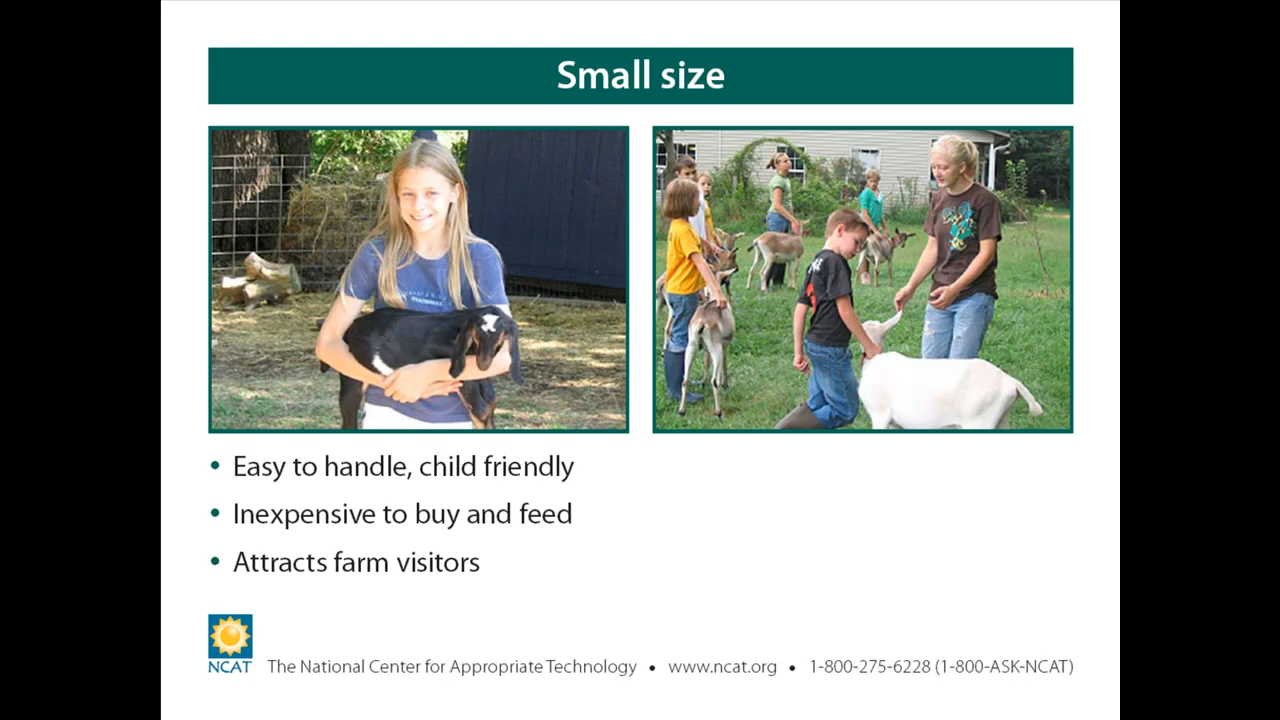 Small size
• Easy to handle, child friendly
• Inexpensive to buy and feed
• Attracts farm visitors
NCAT
The National Center for Appropriate Technology • www.ncat.org • 1-800-275-6228 (1-800-ASK-NCAT)